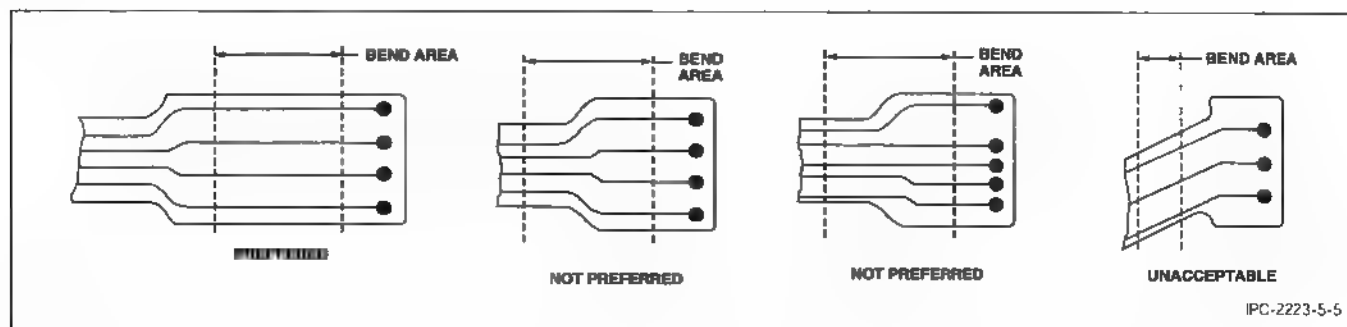 BEND AREA
BEND
AREA
BEND
AREA
BEND AREA
NOT PREFERRED
NOT PREFERRED
UNACCEPTABLE
IPC-2223-5-5